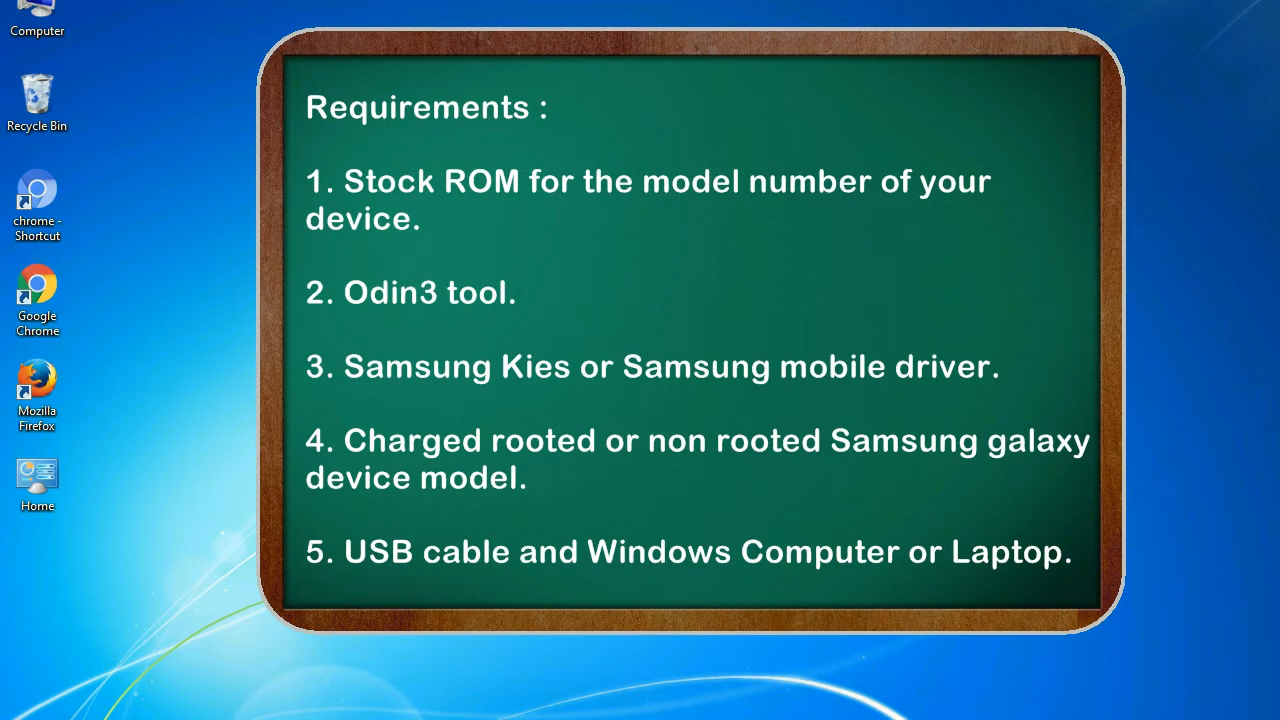 Computer
Recycle Bin
chrome -
Shortcut
Google
Chrome
Mozilla
Firefox
Home
Requirements :
1. Stock ROM for the model number of your
device.
2. Odin3 tool.
3. Samsung Kies or Samsung mobile driver.
4. Charged rooted or non rooted Samsung galaxy
device model.
5. USB cable and Windows Computer or Laptop.